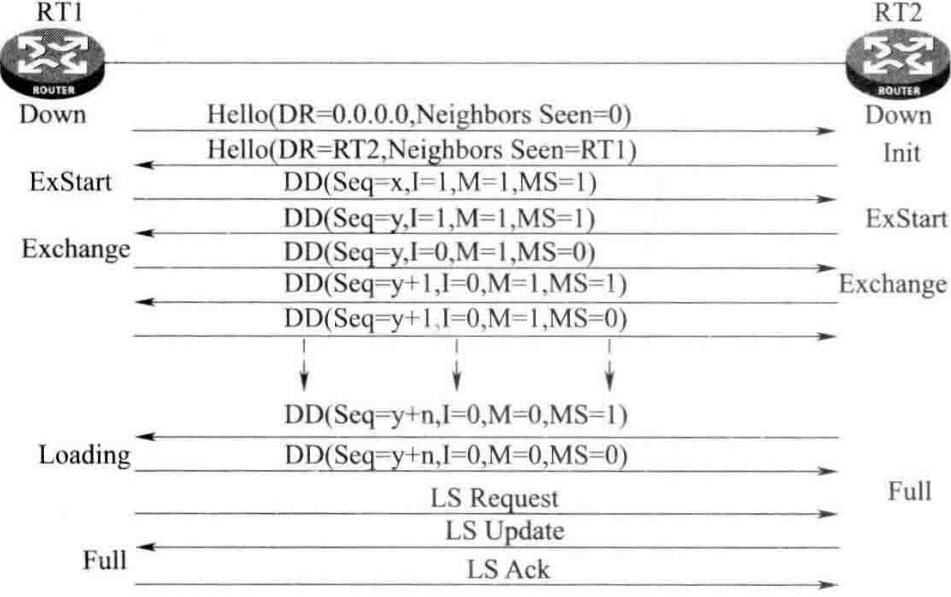 RT1 RT2
ROUTER ROUTER
Down Hello(DR=0.0.0.0,Neighbors Seen=0) Down
Hello(DR=RT2,Neighbors Seen=RT1) Init
ExStart DD(Seq=x,I=1,M=1,MS=1)
DD(Seq=y,I=1,M=1,MS=1) ExStart
Exchange DD(Seq=y,I=0,M=1,MS=0)
DD(Seq=y+1,I=0,M=1,MS=1) Exchange
DD(Seq=y+1,I=0,M=1,MS=0)
DD(Seq=y+n,I=0,M=0,MS=1)
Loading DD(Seq=y+n,I=0,M=0,MS=0)
LS Request Full
LS Update
Full LS Ack